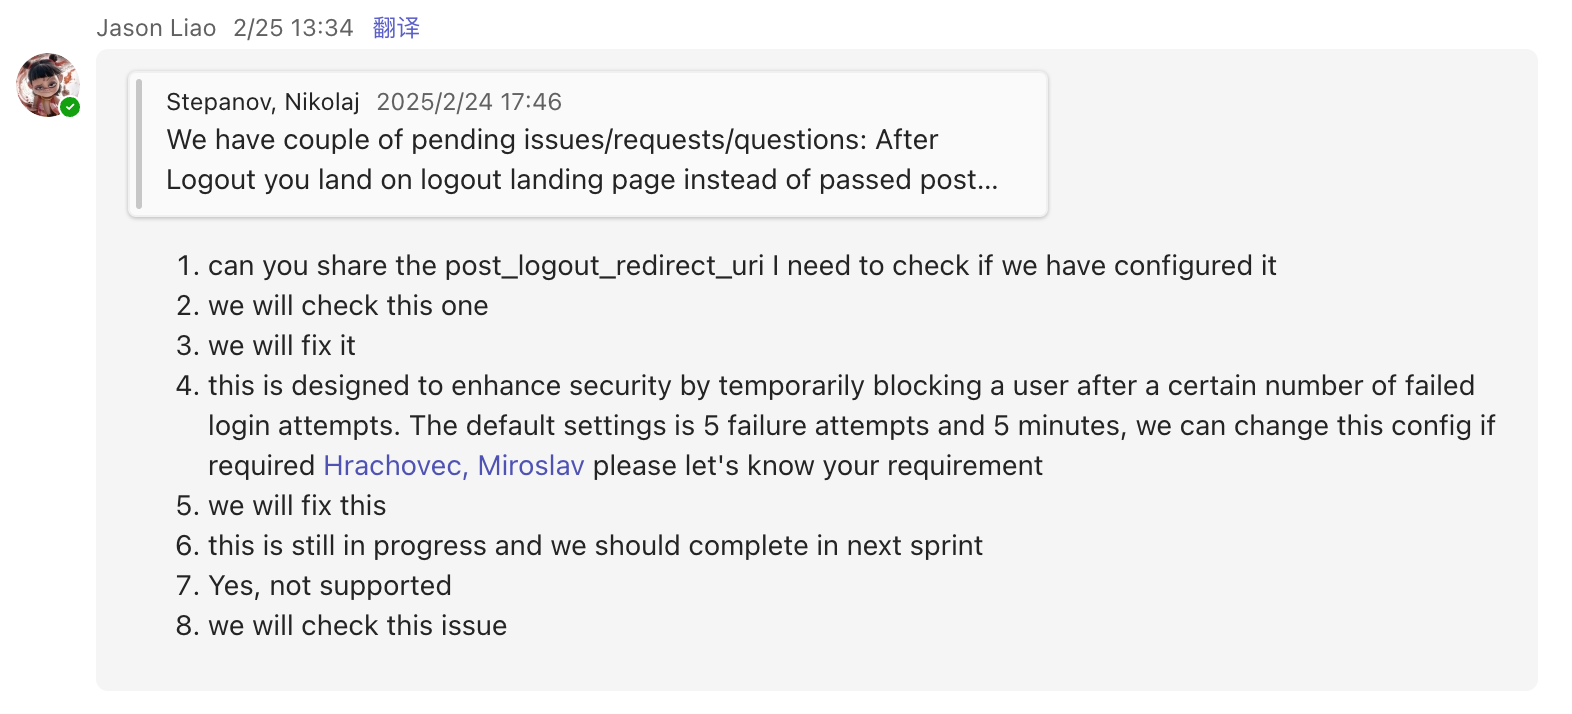 Jason Liao 2/25 13:34 翻译
Stepanov, Nikolaj 2025/2/24 17:46
We have couple of pending issues/requests/questions: After
Logout you land on logout landing page instead of passed post...
1. can you share the post_logout_redirect_uri I need to check if we have configured it
2. we will check this one
3. we will fix it
4. this is designed to enhance security by temporarily blocking a user after a certain number of failed
login attempts. The default settings is 5 failure attempts and 5 minutes, we can change this config if
required Hrachovec, Miroslav please let's know your requirement
5. we will fix this
6. this is still in progress and we should complete in next sprint
7. Yes, not supported
8. we will check this issue